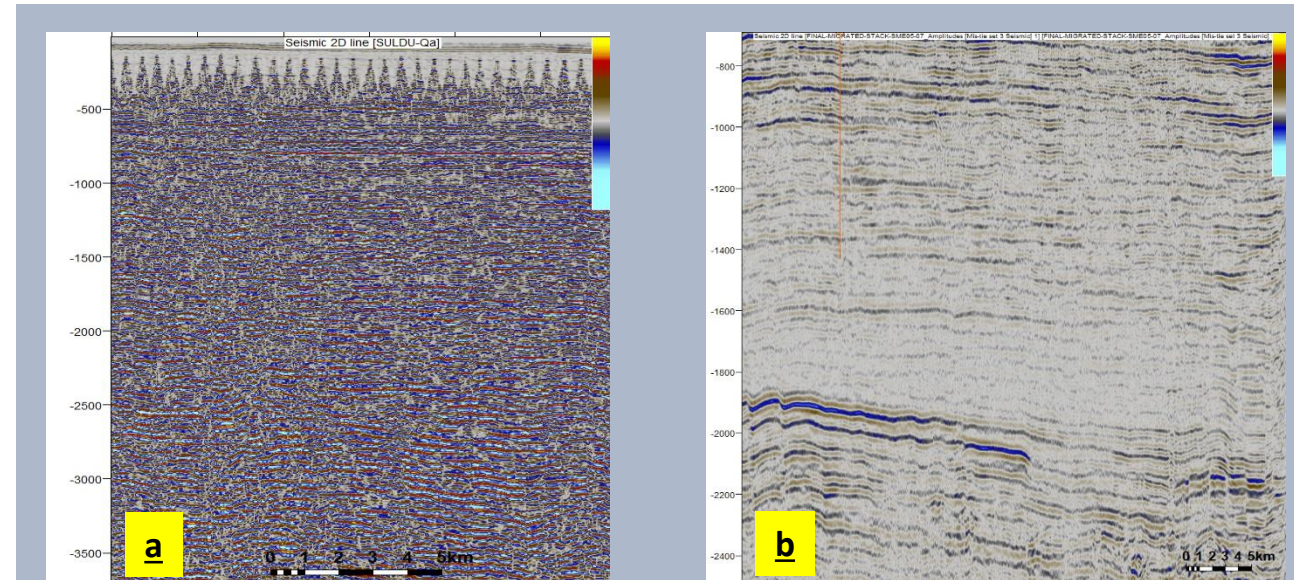 Seismic 2D line [SULDU-Qa]
-500
-1000
-1500
-2000
-2500
-3000
-3500
0 1 2 3 4 5km
a
Seismic 2D line [FINAL-MIGRATED-STACK-SME05-07_Amplitudes [Mis-tie set 3.Seismic] 1] [FINAL-MIGRATED-STACK-SME05-07_Amplitudes [Mis-tie set 3.Seismic]
-800
-1000
-1200
-1400
-1600
-1800
-2000
-2200
-2400
0 1 2 3 4 5km
b